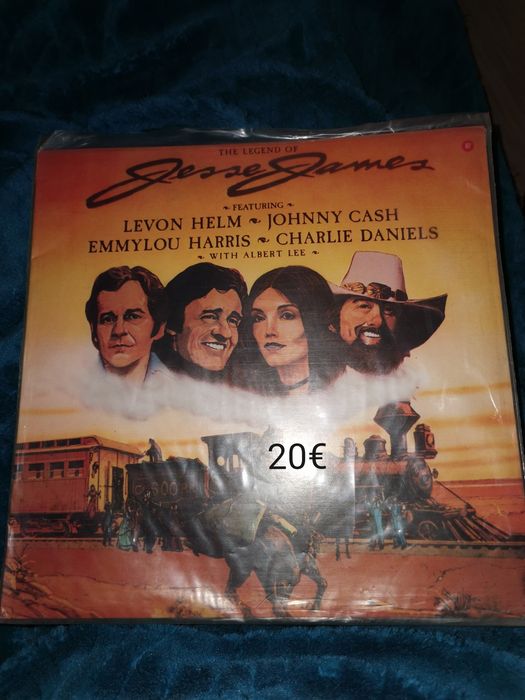 THE LEGEND OF
Jesse James
FEATURING
LEVON HELM ~ JOHNNY CASH
EMMYLOU HARRIS ~ CHARLIE DANIELS
WITH ALBERT LEE
20€